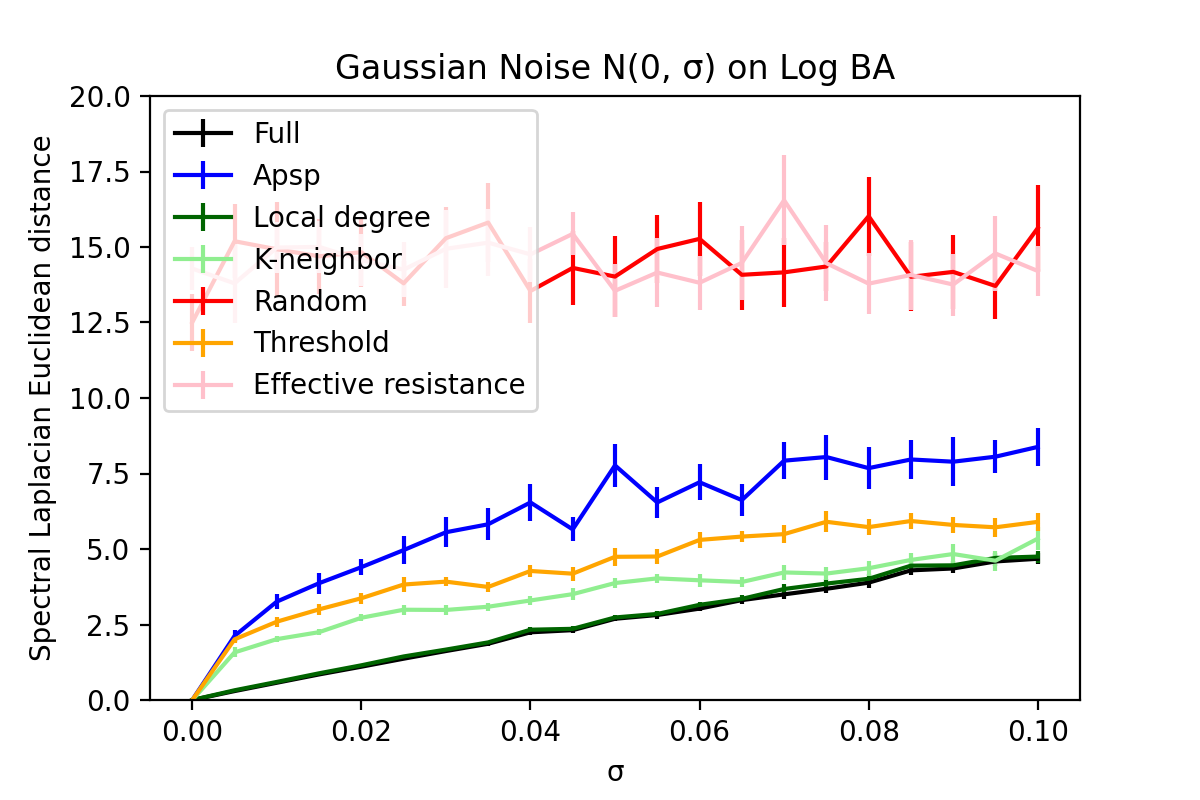 Gaussian Noise N(0, σ) on Log BA
Spectral Laplacian Euclidean distance
20.0
17.5
15.0
12.5
10.0
7.5
5.0
2.5
0.0
Full
Apsp
Local degree
K-neighbor
Random
Threshold
Effective resistance
0.00 0.02 0.04 0.06 0.08 0.10
σ